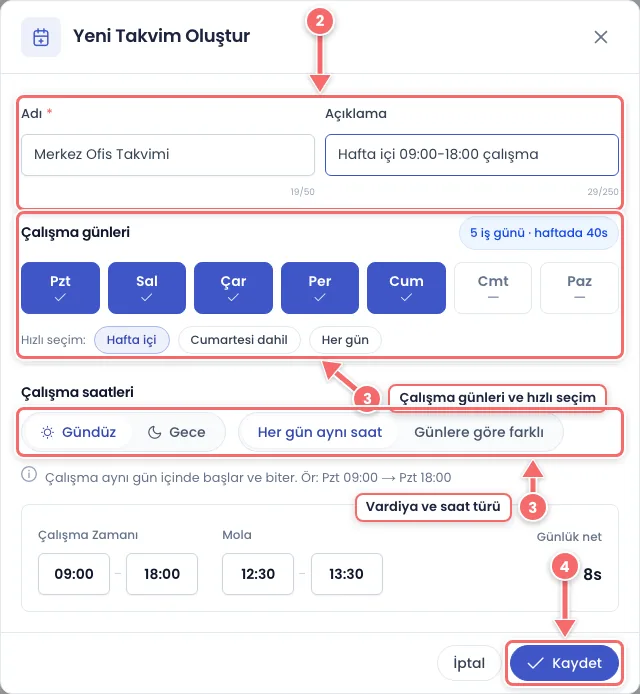 Yeni Takvim Oluştur
2
Adı *
Açıklama
Merkez Ofis Takvimi
Hafta içi 09:00-18:00 çalışma
19/50
29/250
Çalışma günleri
5 iş günü · haftada 40s
Pzt
Sal
Çar
Per
Cum
Cmt
Paz
Hızlı seçim:
Hafta içi
Cumartesi dahil
Her gün
3
Çalışma günleri ve hızlı seçim
Çalışma saatleri
Gündüz
Gece
Her gün aynı saat
Günlere göre farklı
Çalışma aynı gün içinde başlar ve biter. Ör: Pzt 09:00 → Pzt 18:00
Vardiya ve saat türü
3
Çalışma Zamanı
Mola
Günlük net
09:00 – 18:00
12:30 – 13:30
8s
4
İptal
Kaydet